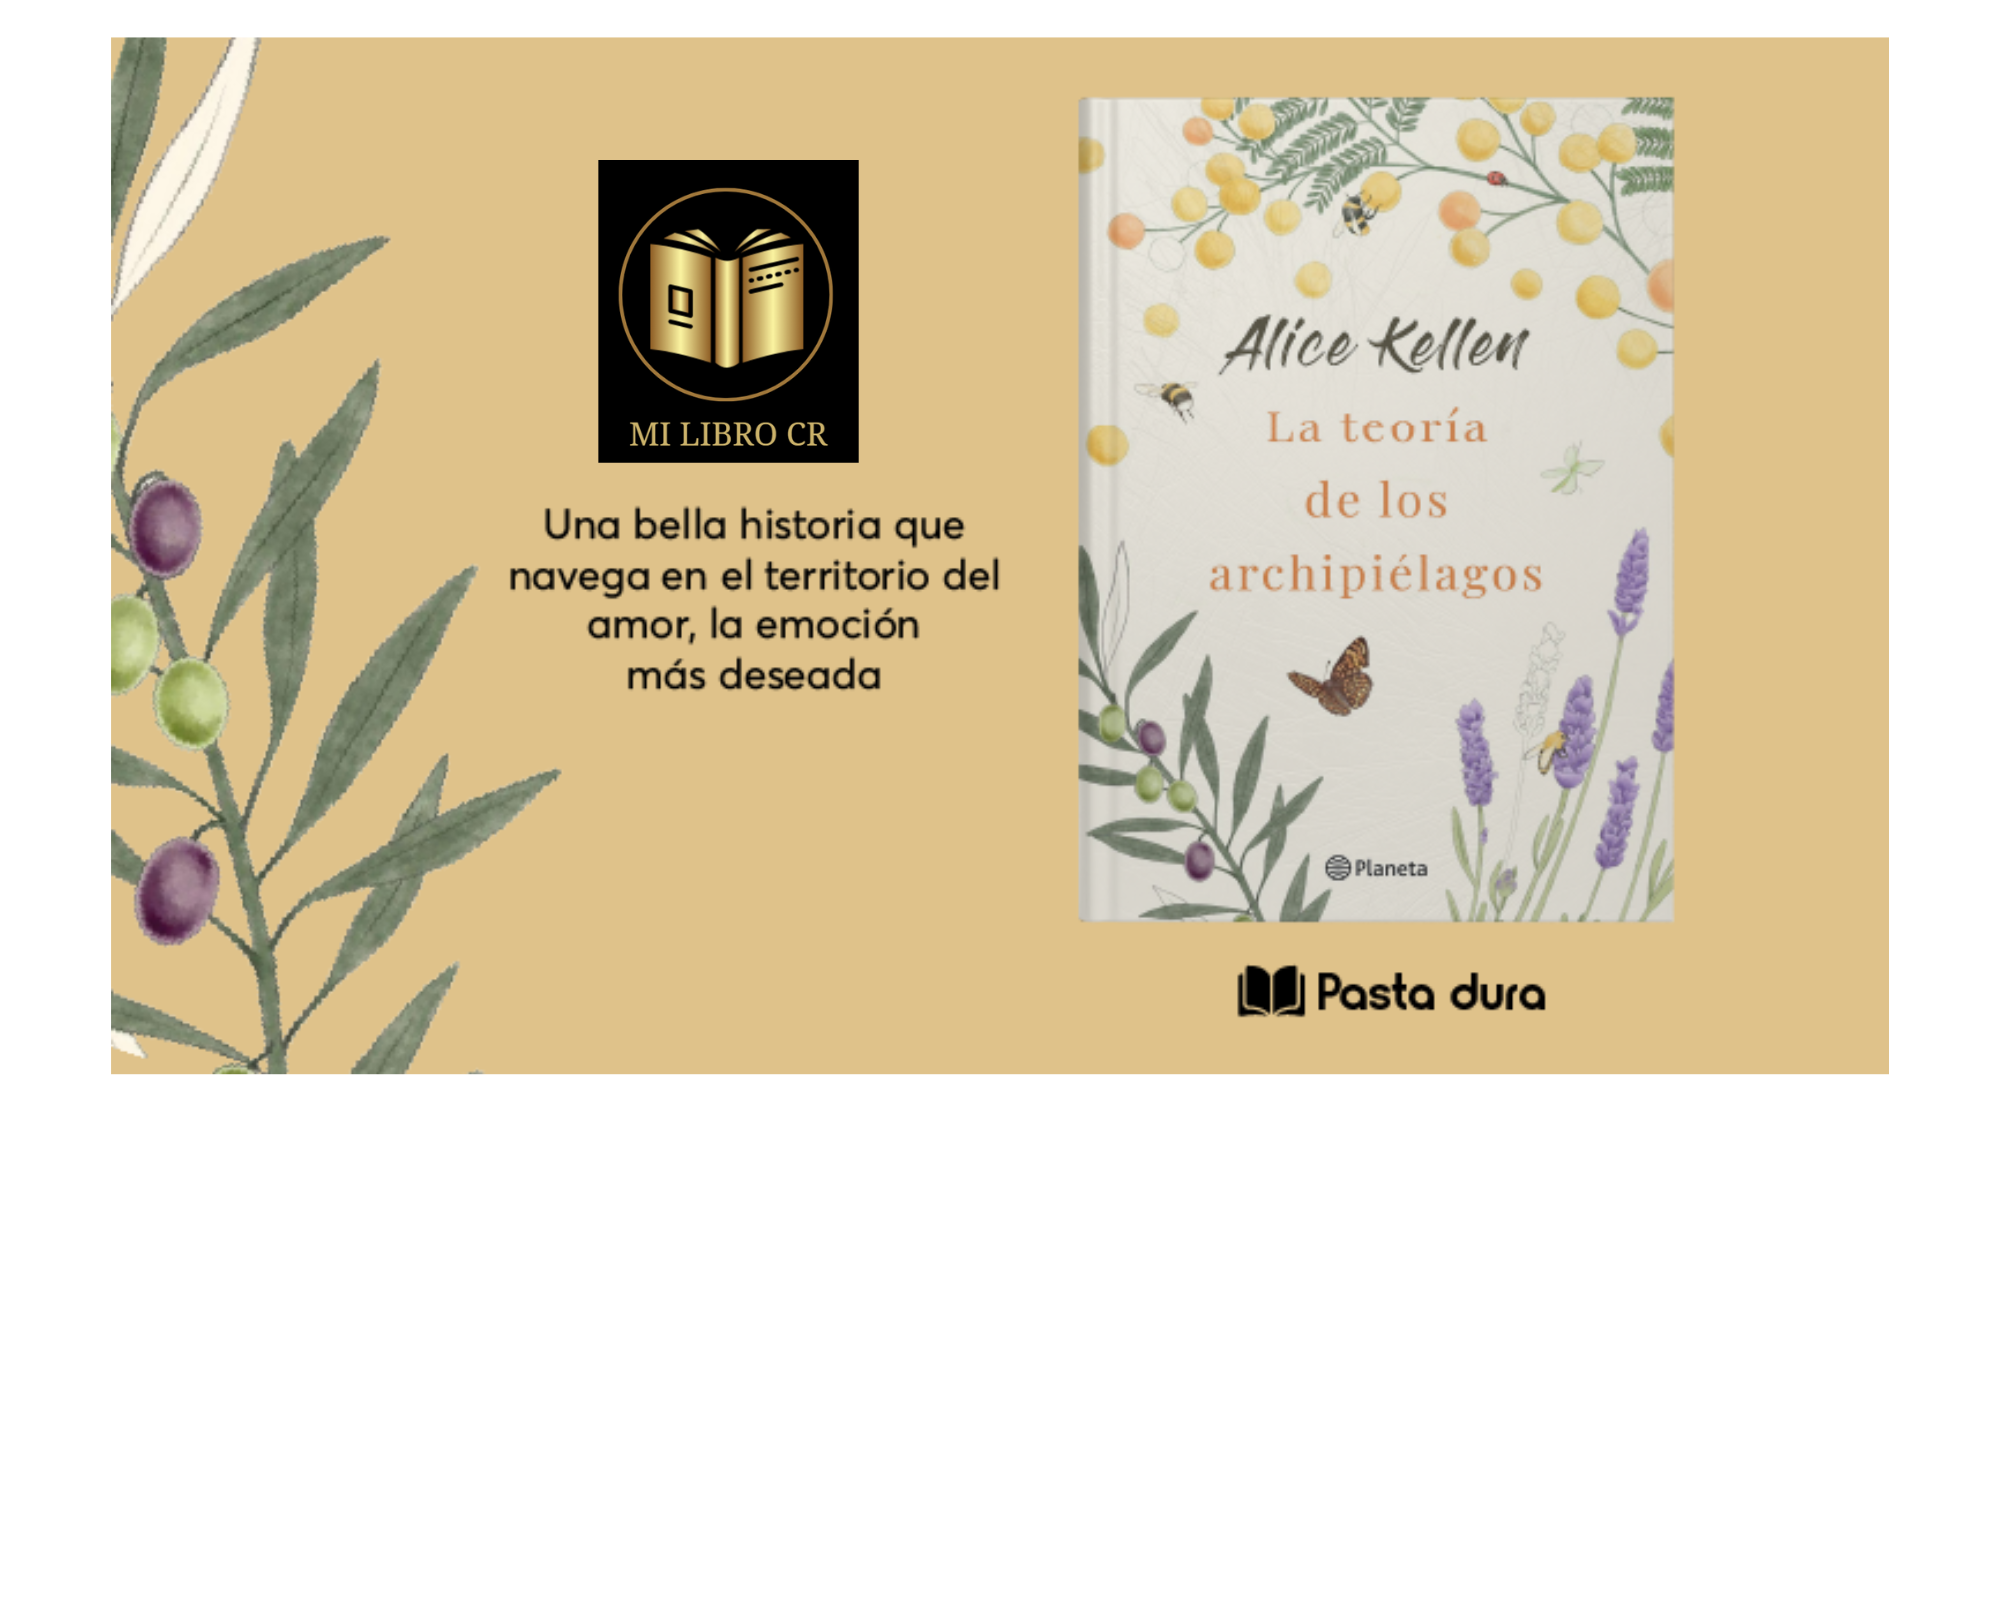 MI LIBRO CR
Una bella historia que
navega en el territorio del
amor, la emoción
más deseada
Alice Kellen
La teoría
de los
archipiélagos
Planeta
Pasta dura